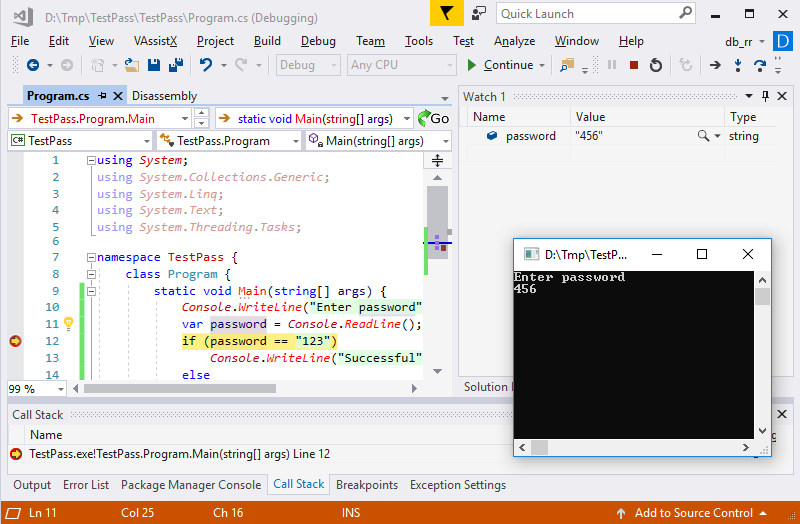 D:\Tmp\TestPass\TestPass\Program.cs (Debugging)
Quick Launch
File Edit View VAssistX Project Build Debug Team Tools Test Analyze Window Help db_rr D
Debug Any CPU Continue
Program.cs Disassembly
TestPass.Program.Main static void Main(string[] args) Go
C# TestPass TestPass.Program Main(string[] args)
1 using System;
2 using System.Collections.Generic;
3 using System.Linq;
4 using System.Text;
5 using System.Threading.Tasks;
6
7 namespace TestPass {
8 class Program {
9 static void Main(string[] args) {
10 Console.WriteLine("Enter password"
11 var password = Console.ReadLine();
12 if (password == "123")
13 Console.WriteLine("Successful"
14 else
99 %
Watch 1
Name Value Type
password "456" string
D:\Tmp\TestP...
Enter password
456
Solution
Call Stack
Name
TestPass.exe!TestPass.Program.Main(string[] args) Line 12
Output Error List Package Manager Console Call Stack Breakpoints Exception Settings
Ln 11 Col 25 Ch 16 INS Add to Source Control